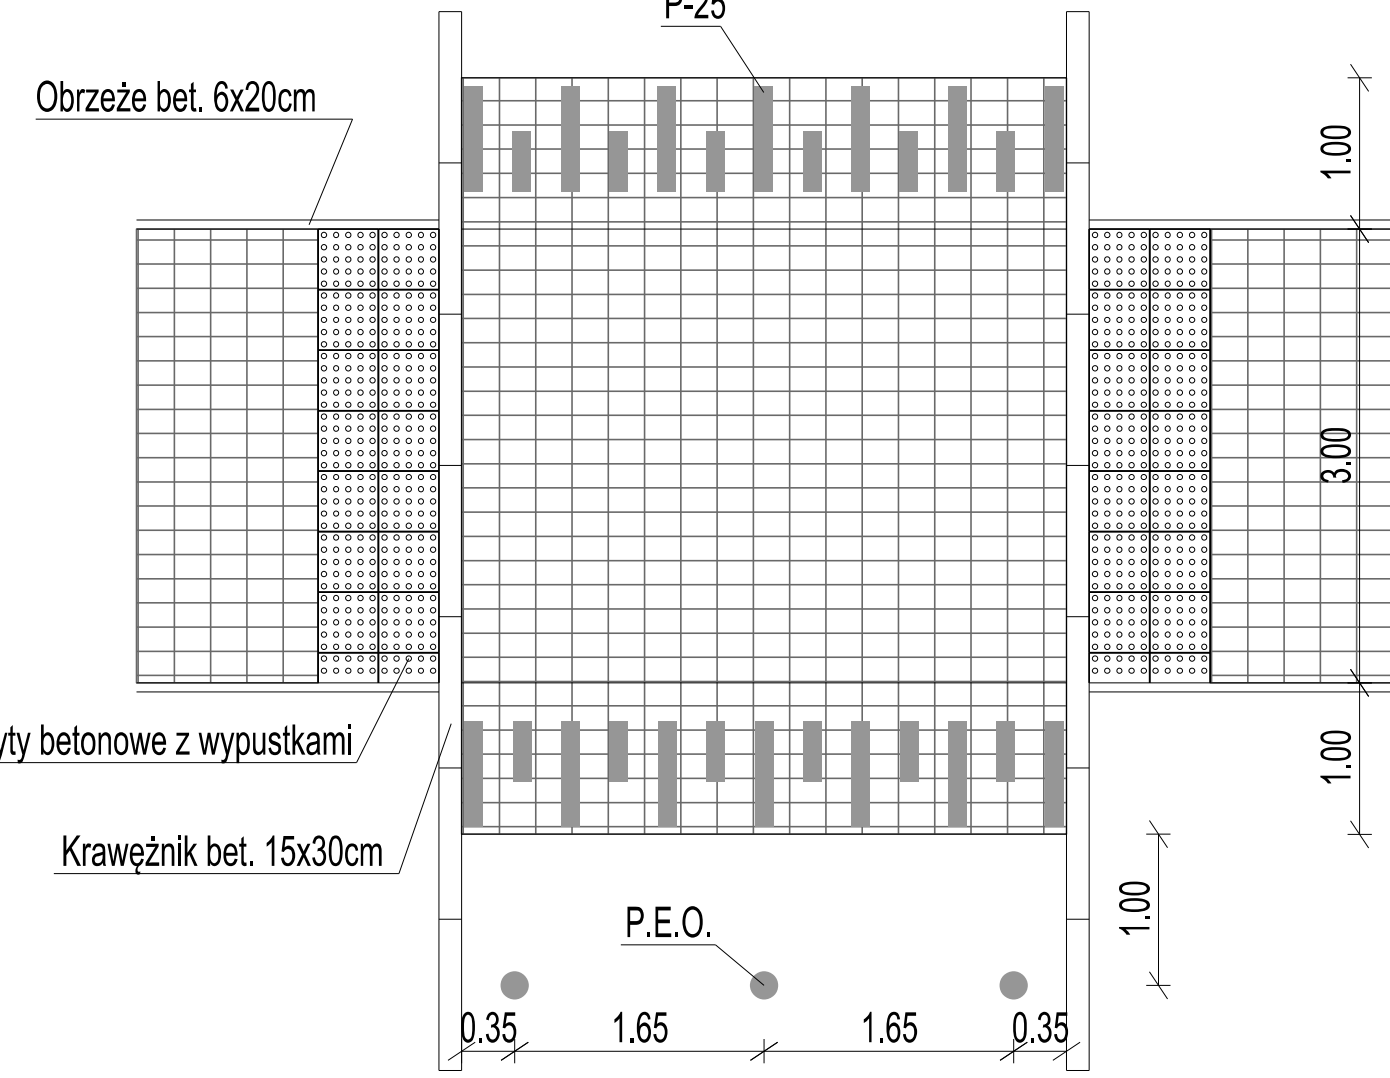 P-25
Obrzeże bet. 6x20cm
1.00
3.00
yty betonowe z wypustkami
1.00
Krawężnik bet. 15x30cm
1.00
P.E.O.
0.35 1.65 1.65 0.35